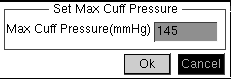 Set Max Cuff Pressure
Max Cuff Pressure(mmHg) 145
Ok Cancel